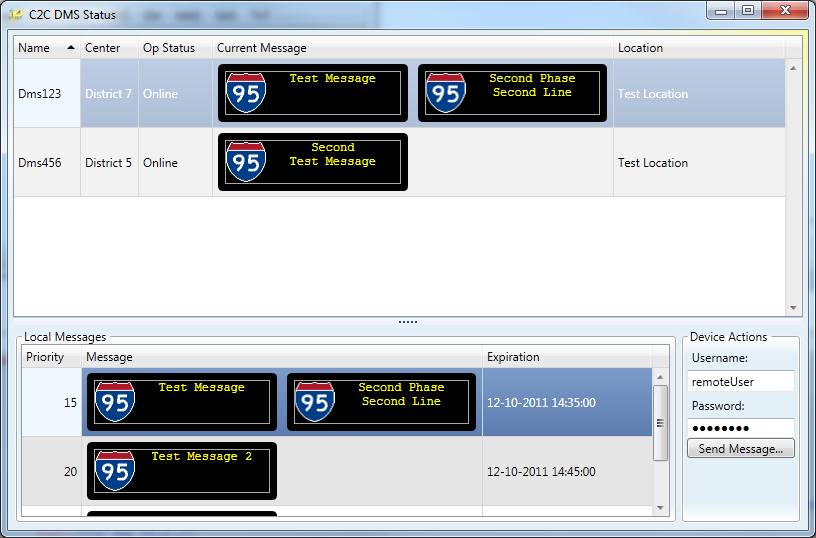 C2C DMS Status
Name Center Op Status Current Message Location
Dms123 District 7 Online 95 Test Message 95 Second Phase Second Line Test Location
Dms456 District 5 Online 95 Second Test Message Test Location
Local Messages
Priority Message Expiration
15 95 Test Message 95 Second Phase Second Line 12-10-2011 14:35:00
20 95 Test Message 2 12-10-2011 14:45:00
Device Actions
Username:
remoteUser
Password:
Send Message...